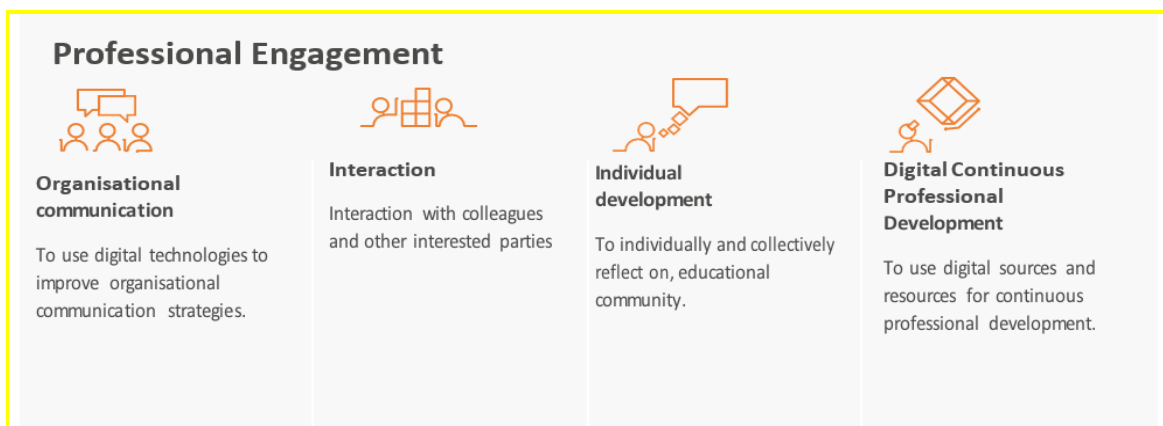 Professional Engagement
Organisational
communication
To use digital technologies to
improve organisational
communication strategies.
Interaction
Interaction with colleagues
and other interested parties
Individual
development
To individually and collectively
reflect on, educational
community.
Digital Continuous
Professional
Development
To use digital sources and
resources for continuous
professional development.